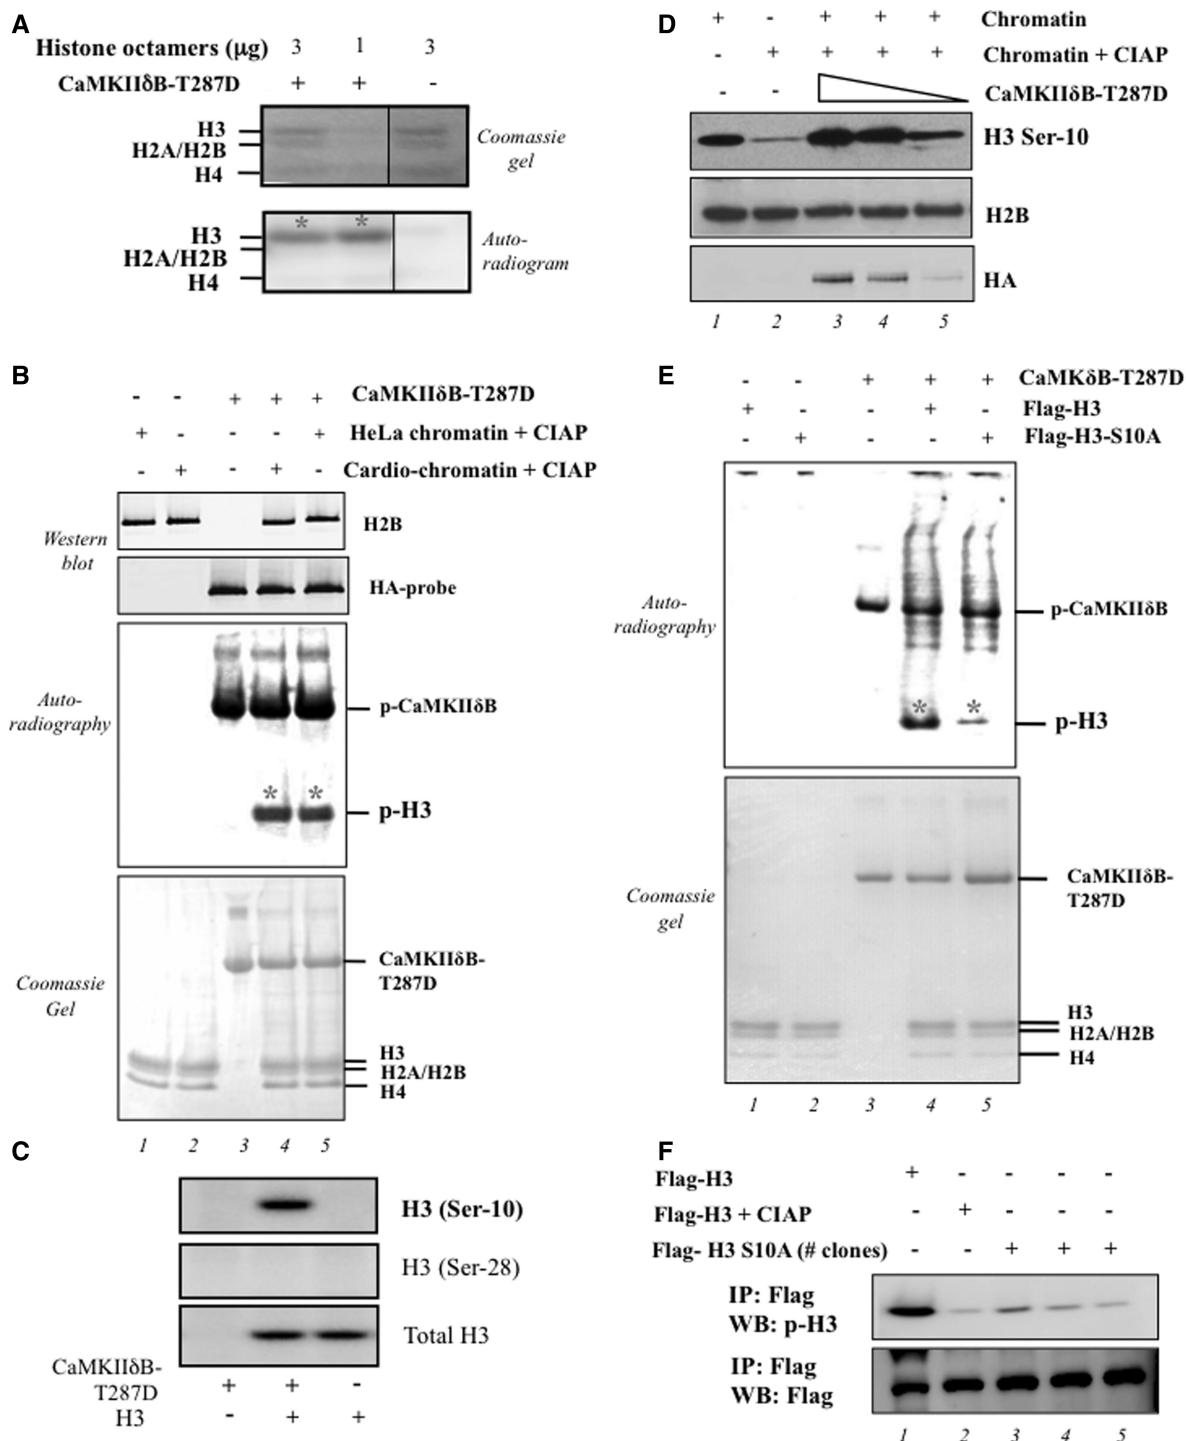 A
Histone octamers (µg) 3 1 3
CaMKIIδB-T287D + + -
H3
H2A/H2B
H4
Coomassie
gel
* *
H3
H2A/H2B
H4
Auto-
radiogram
B
- - + + + CaMKIIδB-T287D
+ - - - + HeLa chromatin + CIAP
- + - + - Cardio-chromatin + CIAP
Western
blot
H2B
HA-probe
Auto-
radiography
p-CaMKIIδB
* *
p-H3
Coomassie
Gel
CaMKIIδB-
T287D
H3
H2A/H2B
H4
1 2 3 4 5
C
H3 (Ser-10)
H3 (Ser-28)
Total H3
CaMKIIδB-
T287D + + -
H3 - + +
D
+ - + + + Chromatin
- + + + + Chromatin + CIAP
- - CaMKIIδB-T287D
H3 Ser-10
H2B
HA
1 2 3 4 5
E
- - + + + CaMKδB-T287D
+ - - + - Flag-H3
- + - - + Flag-H3-S10A
Auto-
radiography
p-CaMKIIδB
* *
p-H3
Coomassie
gel
CaMKIIδB-
T287D
H3
H2A/H2B
H4
1 2 3 4 5
F
Flag-H3 + - - - -
Flag-H3 + CIAP - + - - -
Flag- H3 S10A (# clones) - - + + +
IP: Flag
WB: p-H3
IP: Flag
WB: Flag
1 2 3 4 5